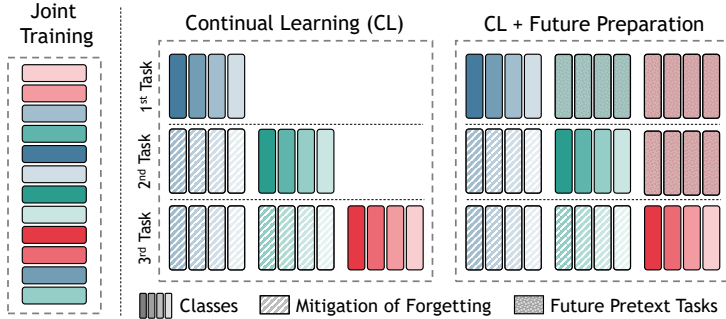 Joint
Training
Continual Learning (CL)
CL + Future Preparation
1st Task
2nd Task
3rd Task
Classes
Mitigation of Forgetting
Future Pretext Tasks